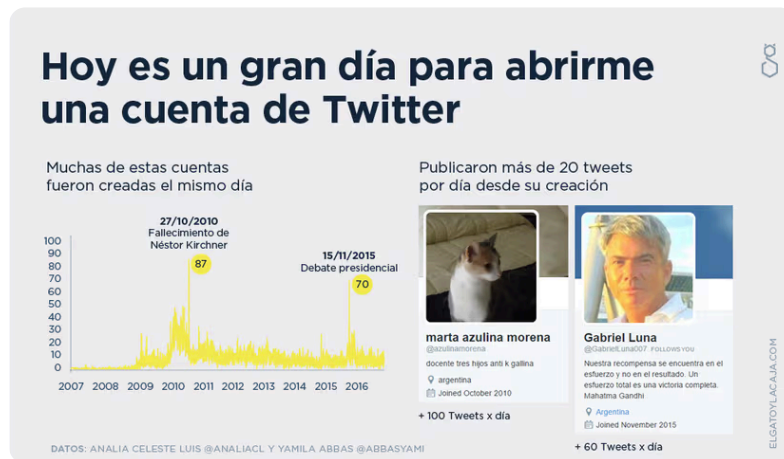 Hoy es un gran día para abrirme
una cuenta de Twitter
Muchas de estas cuentas
fueron creadas el mismo día
27/10/2010
Fallecimiento de
Néstor Kirchner
87
15/11/2015
Debate presidencial
70
100
90
80
70
60
50
40
30
20
10
0
2007 2008 2009 2010 2011 2012 2013 2014 2015 2016
Publicaron más de 20 tweets
por día desde su creación
marta azulina morena
@azulinamorena
docente tres hijos anti k gallina
argentina
Joined October 2010
+ 100 Tweets x día
Gabriel Luna
@GabrielLuna007 FOLLOWS YOU
Nuestra recompensa se encuentra en el
esfuerzo y no en el resultado. Un
esfuerzo total es una victoria completa.
Mahatma Gandhi
Argentina
Joined November 2015
+ 60 Tweets x día
DATOS: ANALIA CELESTE LUIS @ANALIACL Y YAMILA ABBAS @ABBASYAMI
ELGATOYLACAJA.COM